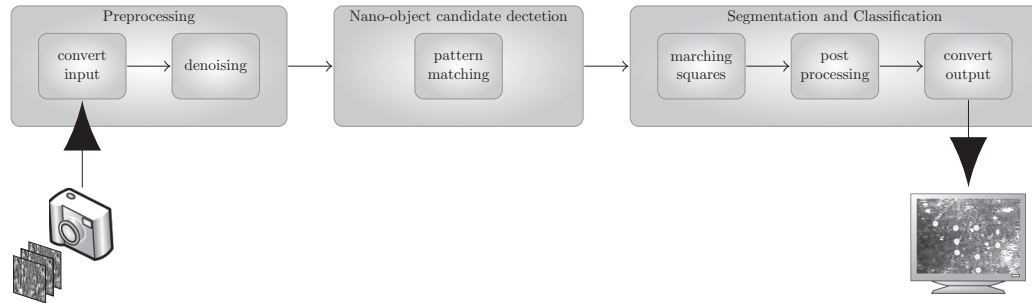 Preprocessing
convert
input
denoising
Nano-object candidate dectetion
pattern
matching
Segmentation and Classification
marching
squares
post
processing
convert
output